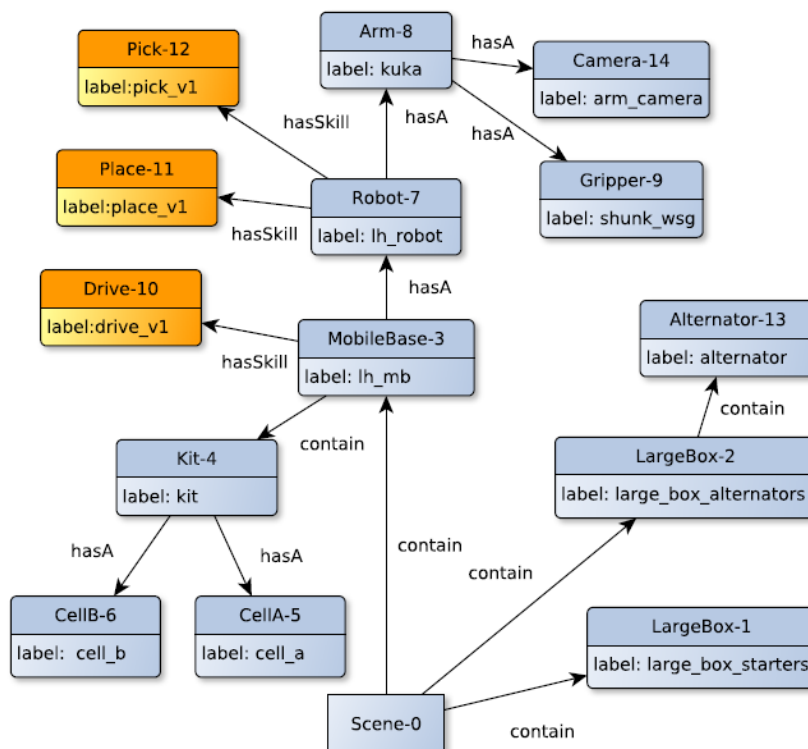 Pick-12
label:pick_v1
Arm-8
label: kuka
hasA
Camera-14
label: arm_camera
hasSkill
hasA
hasA
Place-11
label:place_v1
Robot-7
label: lh_robot
Gripper-9
label: shunk_wsg
hasSkill
hasA
Drive-10
label:drive_v1
MobileBase-3
label: lh_mb
hasSkill
Alternator-13
label: alternator
contain
contain
Kit-4
label: kit
LargeBox-2
label: large_box_alternators
hasA
hasA
contain
contain
CellB-6
label: cell_b
CellA-5
label: cell_a
LargeBox-1
label: large_box_starters
Scene-0
contain